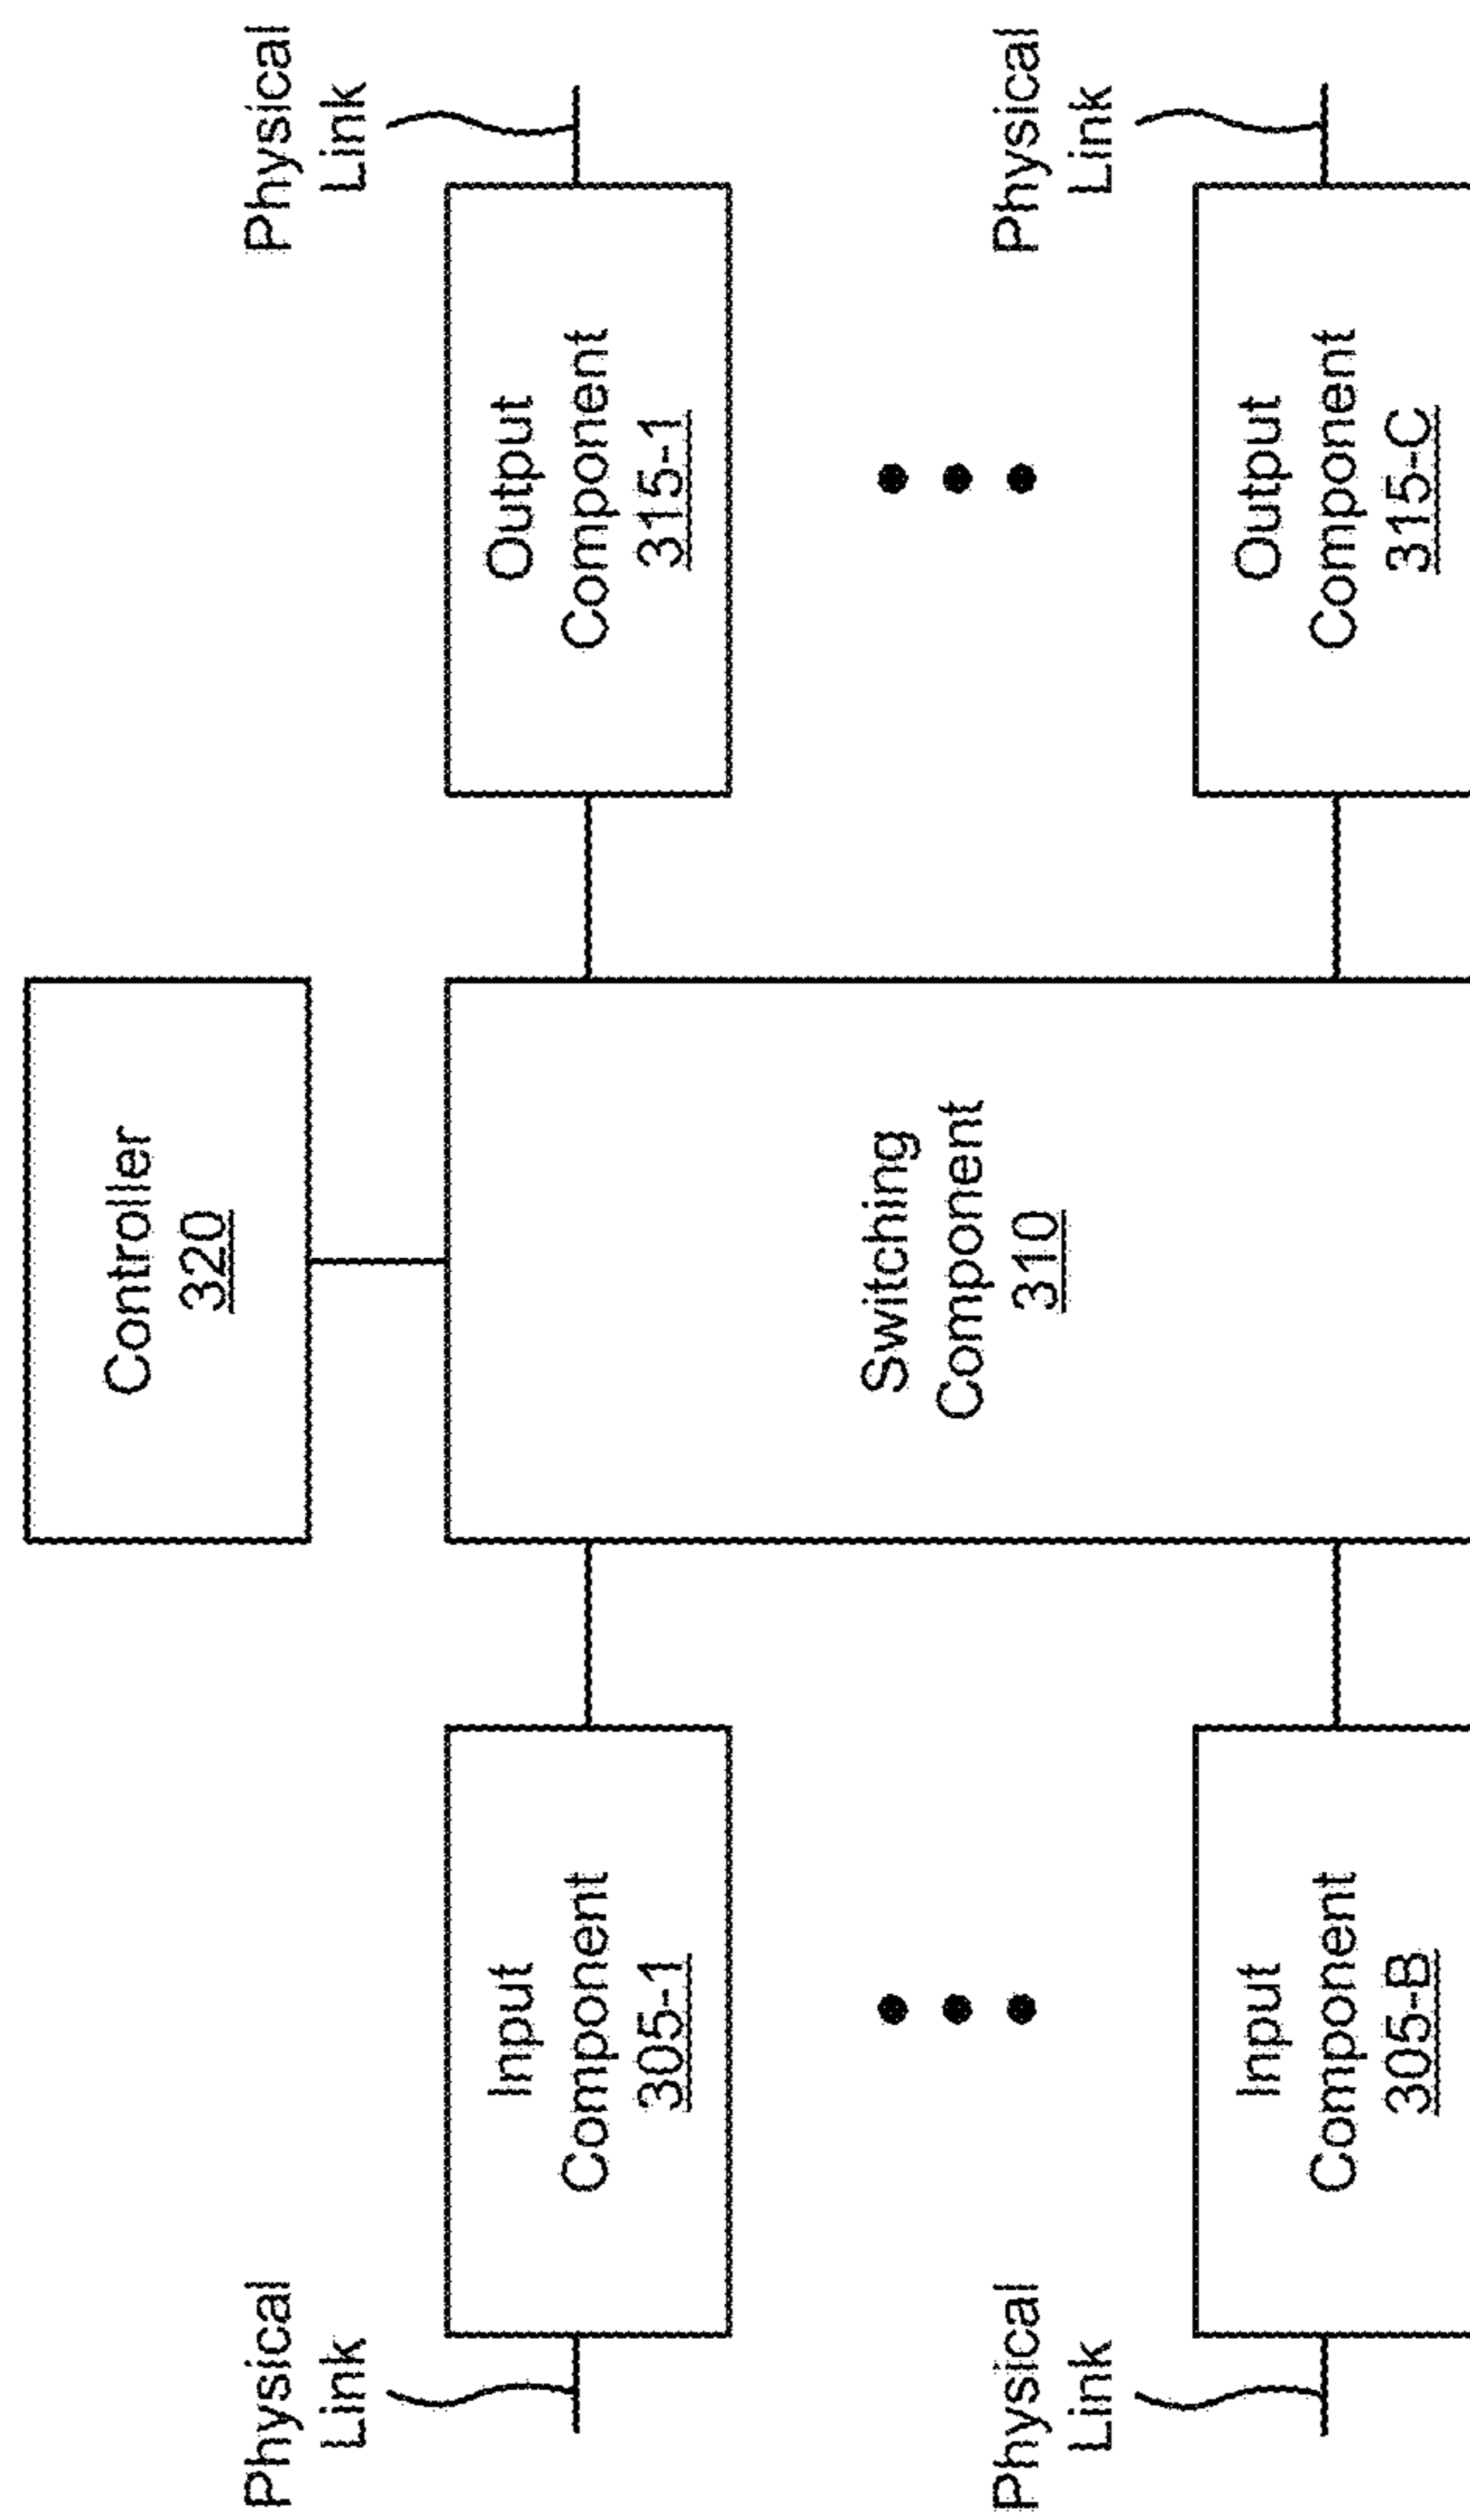 Controller
320
Physical
Link
Physical
Link
Input
Component
305-1
Output
Component
315-1
Switching
Component
310
Physical
Link
Physical
Link
Input
Component
305-B
Output
Component
315-C